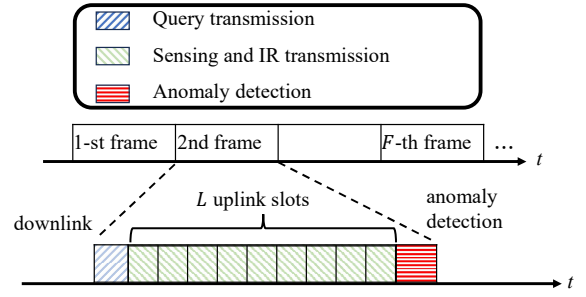 Query transmission
Sensing and IR transmission
Anomaly detection
1-st frame 2nd frame F-th frame ...
t
downlink
L uplink slots
anomaly
detection
t